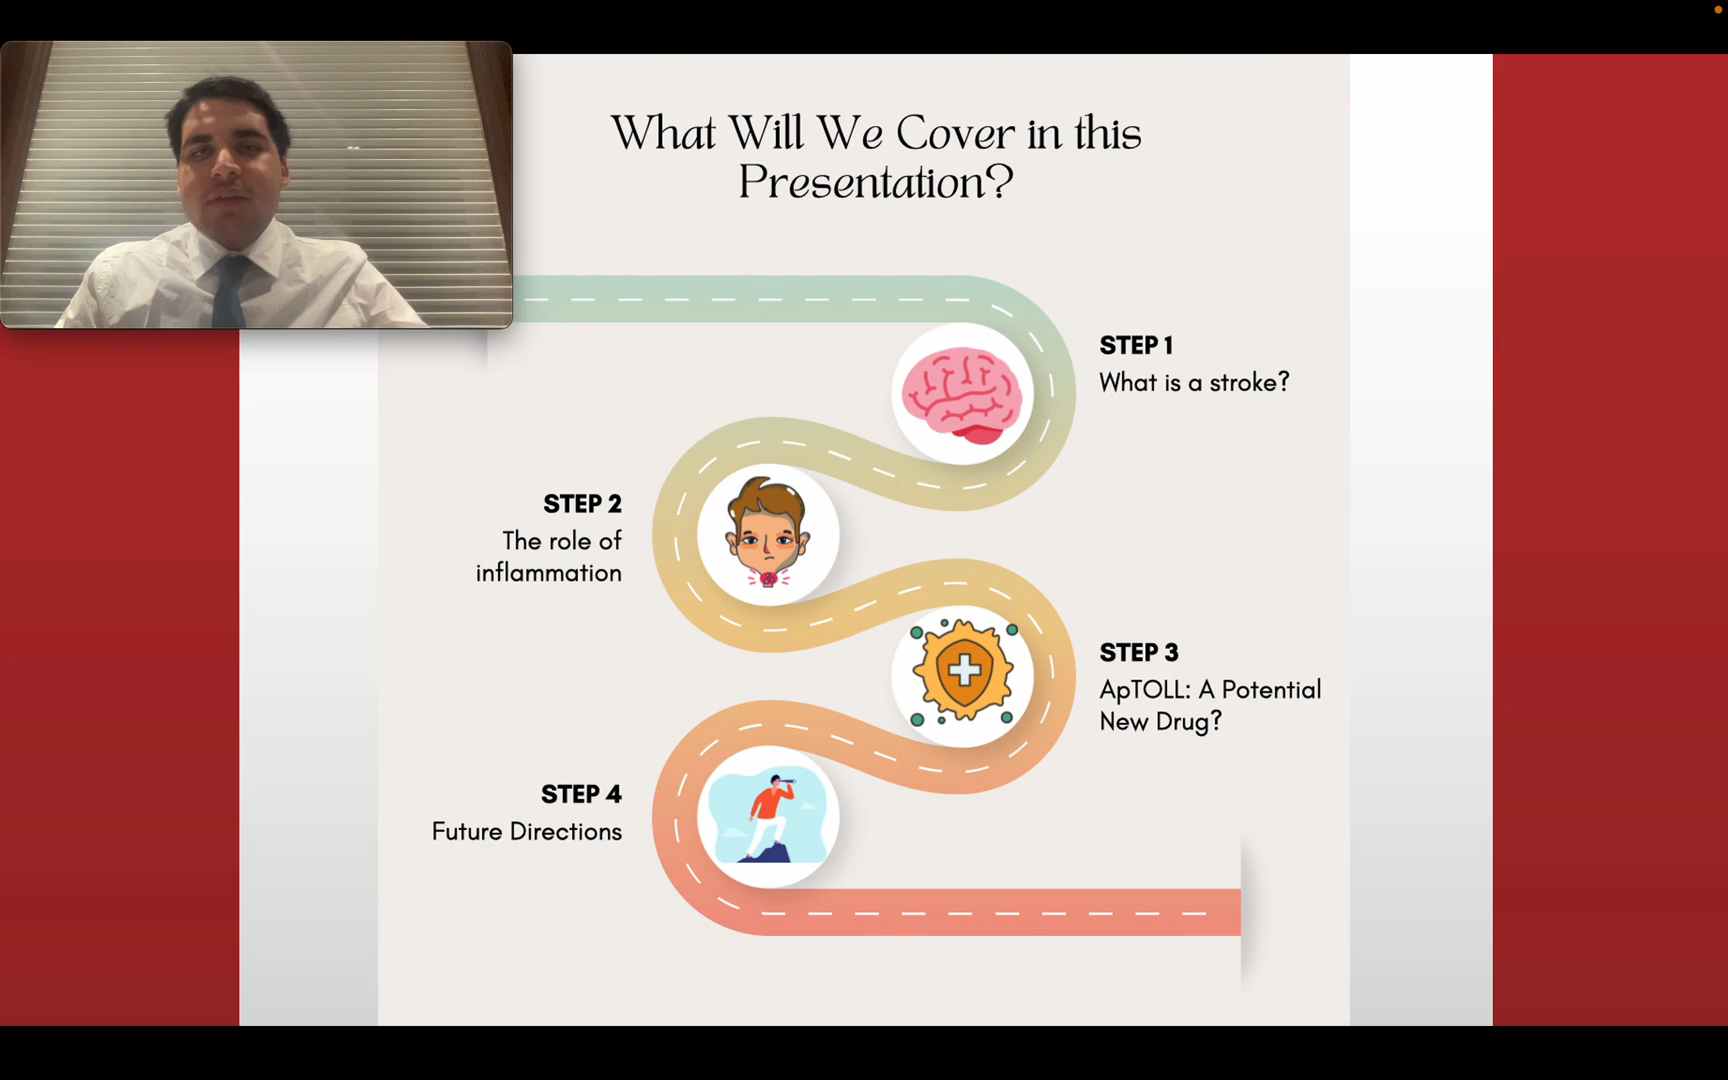 What Will We Cover in this
Presentation?
STEP 1
What is a stroke?
STEP 2
The role of
inflammation
STEP 3
ApTOLL: A Potential
New Drug?
STEP 4
Future Directions